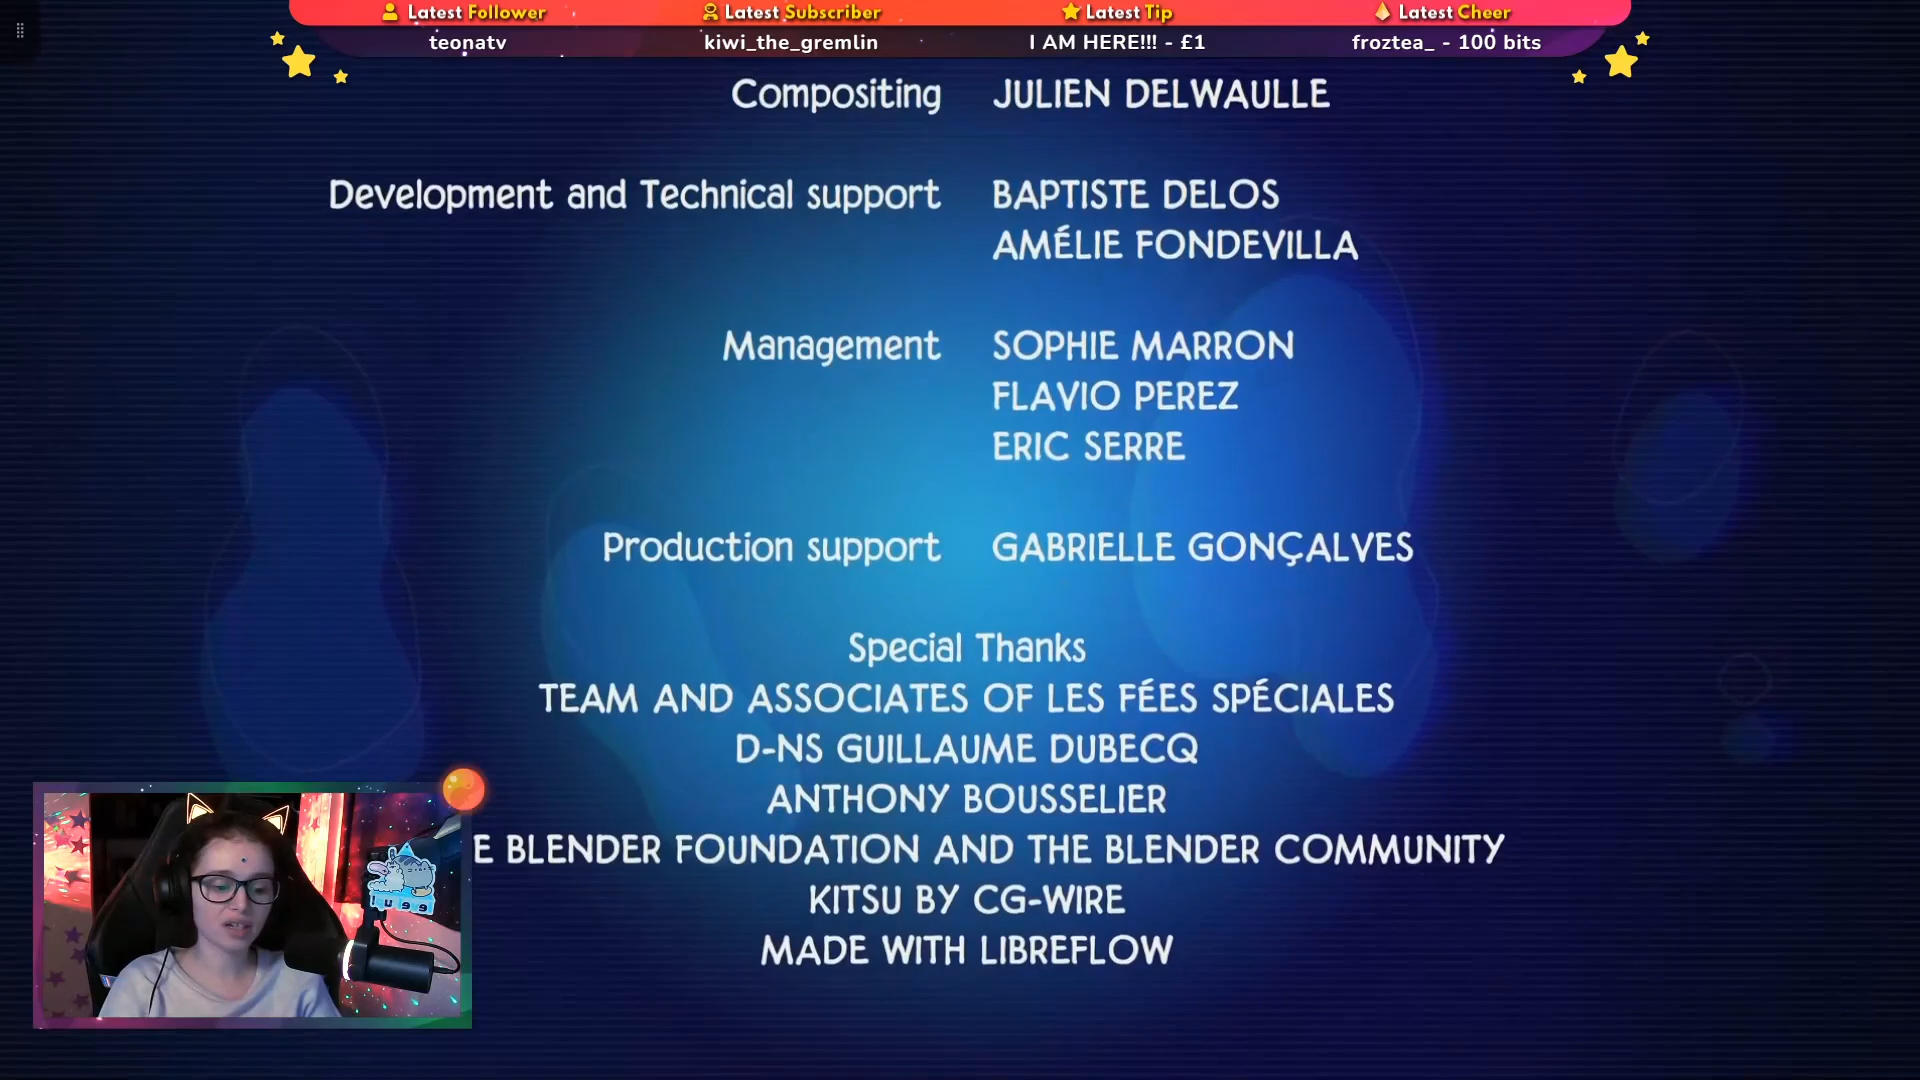 Latest Follower
teonatv
Latest Subscriber
kiwi_the_gremlin
Latest Tip
I AM HERE!!! - £1
Latest Cheer
froztea_ - 100 bits
Compositing JULIEN DELWAULLE
Development and Technical support BAPTISTE DELOS
AMÉLIE FONDEVILLA
Management SOPHIE MARRON
FLAVIO PEREZ
ERIC SERRE
Production support GABRIELLE GONÇALVES
Special Thanks
TEAM AND ASSOCIATES OF LES FÉES SPÉCIALES
D-NS GUILLAUME DUBECQ
ANTHONY BOUSSELIER
E BLENDER FOUNDATION AND THE BLENDER COMMUNITY
KITSU BY CG-WIRE
MADE WITH LIBREFLOW